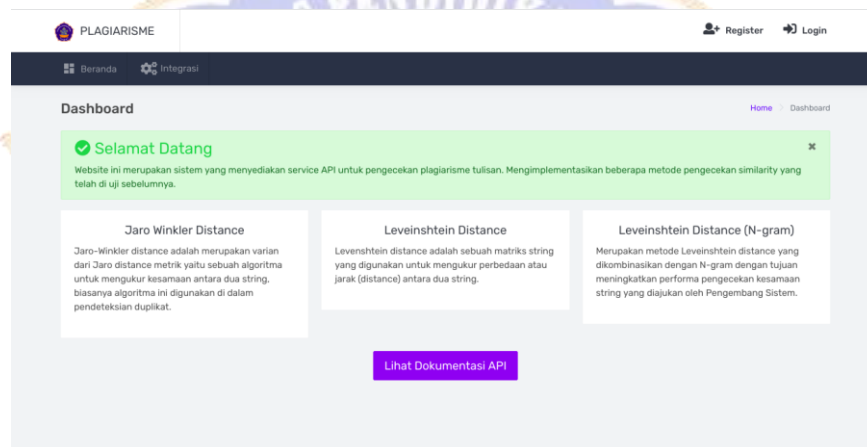 PENDIDIK
PLAGIARISME
Register Login
Beranda Integrasi
Dashboard
Home Dashboard
Selamat Datang
Website ini merupakan sistem yang menyediakan service API untuk pengecekan plagiarisme tulisan. Mengimplementasikan beberapa metode pengecekan similarity yang
telah di uji sebelumnya.
Jaro Winkler Distance
Jaro-Winkler distance adalah merupakan varian
dari Jaro distance metrik yaitu sebuah algoritma
untuk mengukur kesamaan antara dua string,
biasanya algoritma ini digunakan di dalam
pendeteksian duplikat.
Leveinshtein Distance
Levenshtein distance adalah sebuah matriks string
yang digunakan untuk mengukur perbedaan atau
jarak (distance) antara dua string.
Leveinshtein Distance (N-gram)
Merupakan metode Leveinshtein distance yang
dikombinasikan dengan N-gram dengan tujuan
meningkatkan performa pengecekan kesamaan
string yang diajukan oleh Pengembang Sistem.
Lihat Dokumentasi API